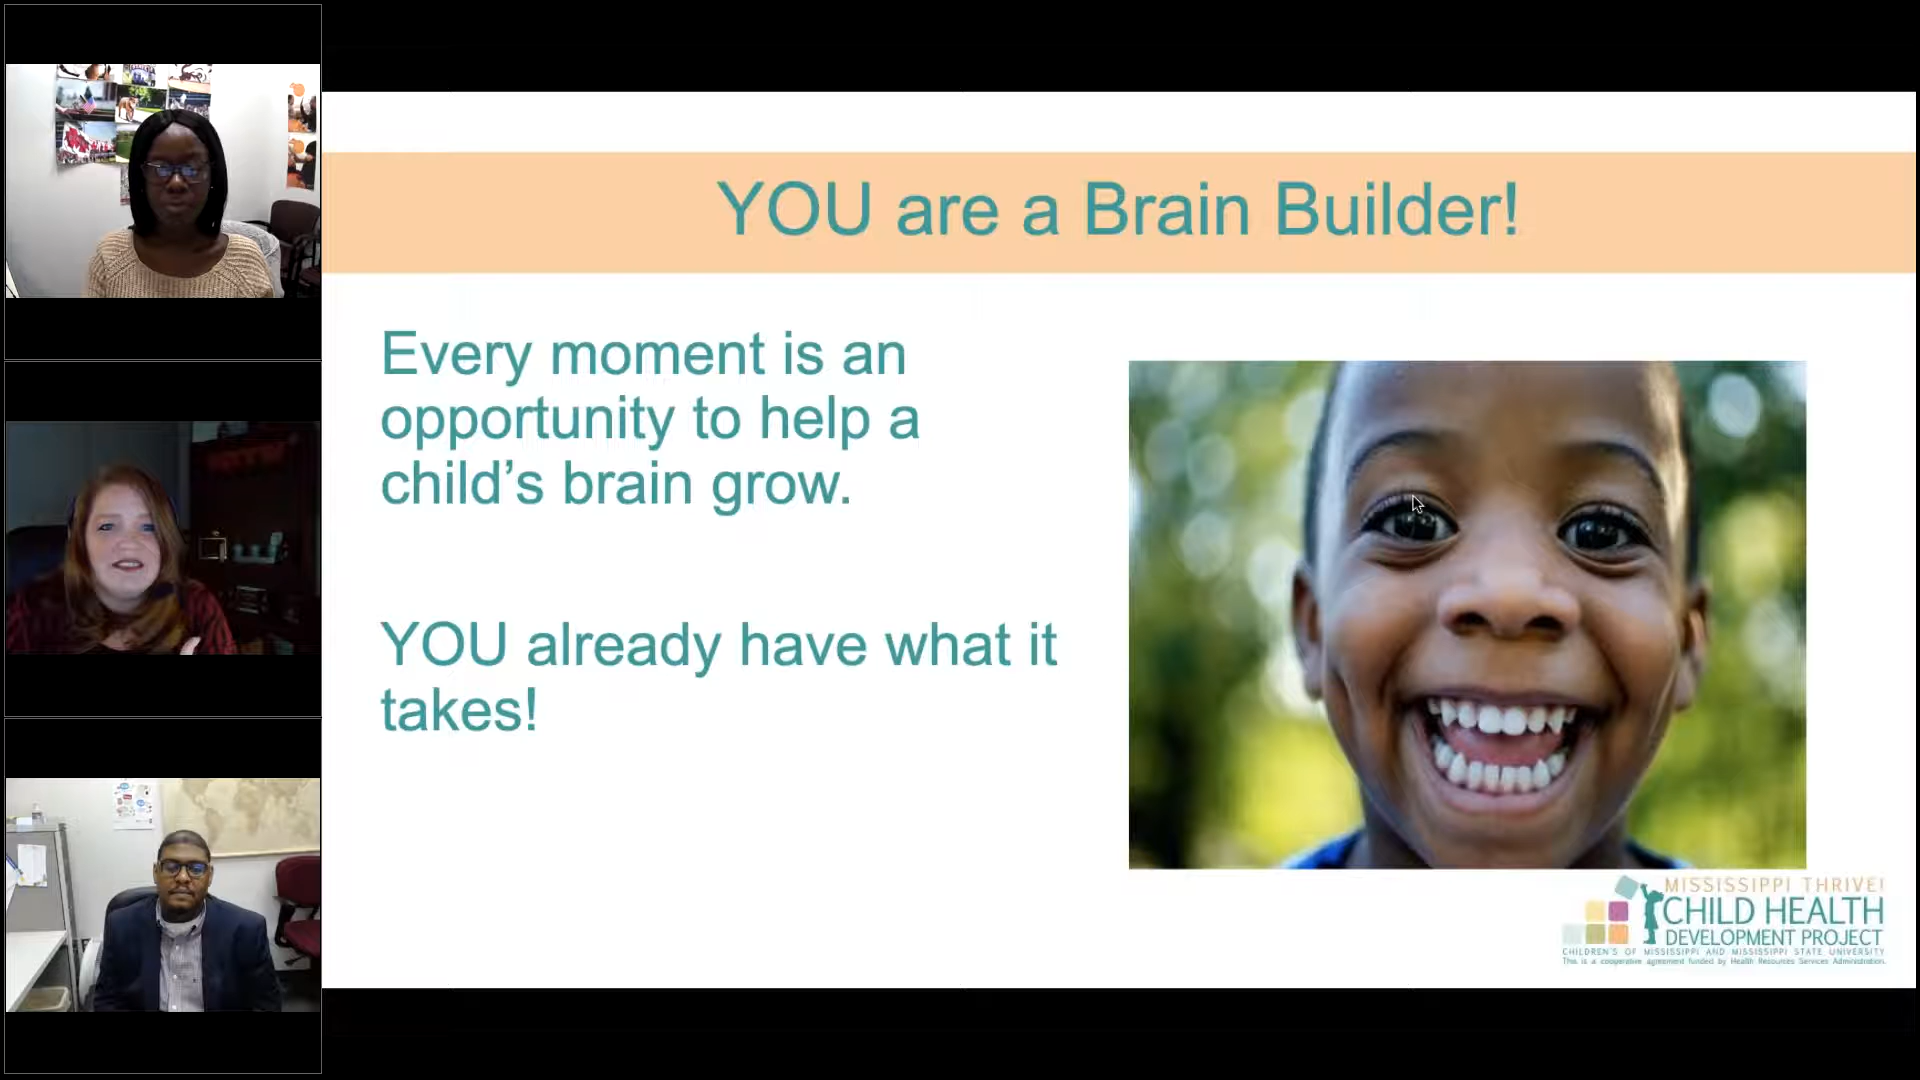 YOU are a Brain Builder!
Every moment is an
opportunity to help a
child’s brain grow.
YOU already have what it
takes!
MISSISSIPPI THRIVE!
CHILD HEALTH
DEVELOPMENT PROJECT
CHILDREN'S OF MISSISSIPPI AND MISSISSIPPI STATE UNIVERSITY
This is a cooperative agreement funded by Health Resources Services Administration.